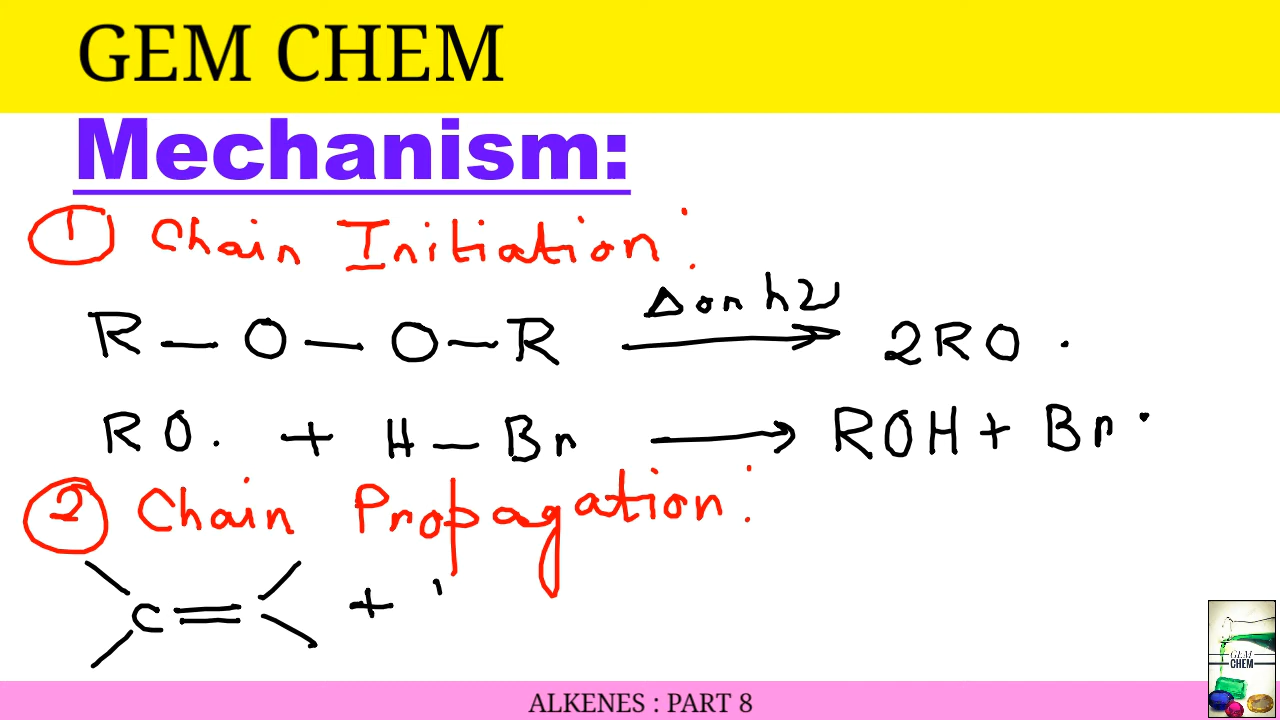 GEM CHEM
Mechanism:
① Chain Initiation:
Δ or hν
R — O — O — R ⟶ 2RO ·
RO· + H — Br ⟶ ROH + Br·
② Chain Propagation:
C = +
GEM
CHEM
ALKENES : PART 8